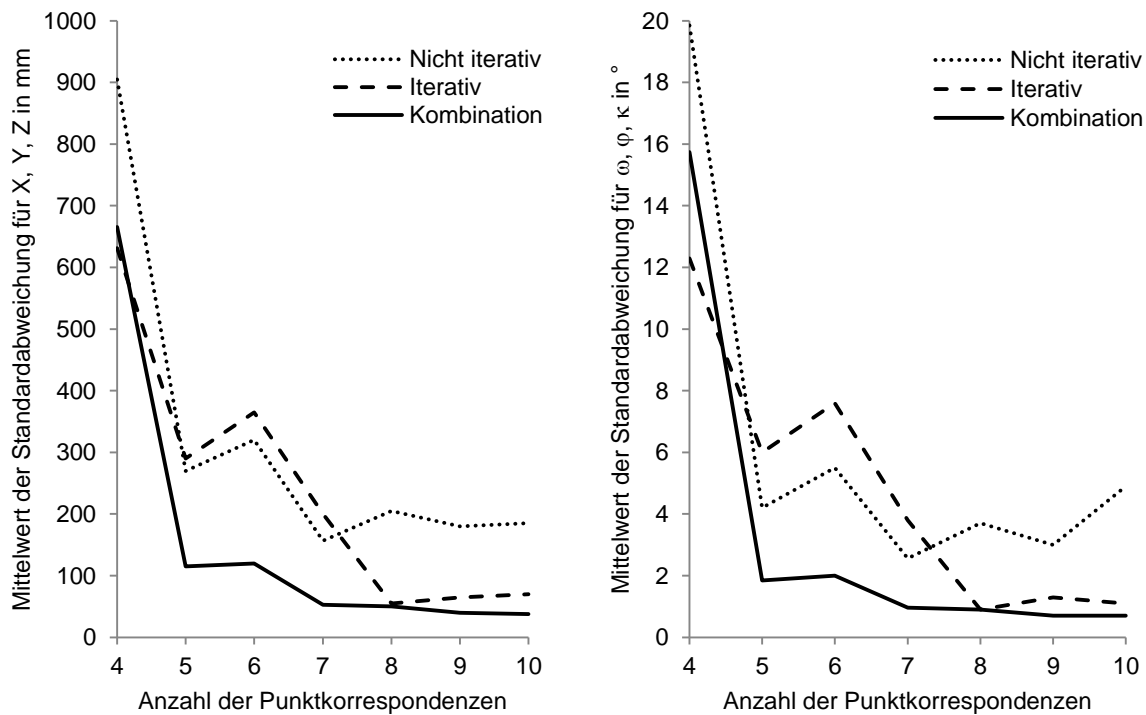 Mittelwert der Standardabweichung für X, Y, Z in mm
1000
900
800
700
600
500
400
300
200
100
0
4 5 6 7 8 9 10
Anzahl der Punktkorrespondenzen
Nicht iterativ
Iterativ
Kombination
Mittelwert der Standardabweichung für ω, φ, κ in °
20
18
16
14
12
10
8
6
4
2
0
4 5 6 7 8 9 10
Anzahl der Punktkorrespondenzen
Nicht iterativ
Iterativ
Kombination